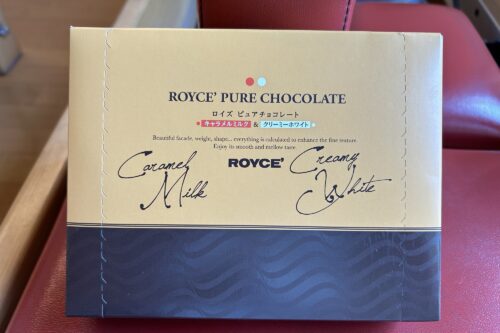 ROYCE' PURE CHOCOLATE
ロイズ ピュアチョコレート
キャラメルミルク & クリーミーホワイト
Beautiful facade, weight, shape... everything is calculated to enhance the fine texture.
Enjoy its smooth and mellow taste.
Caramel Milk
ROYCE'
Creamy White